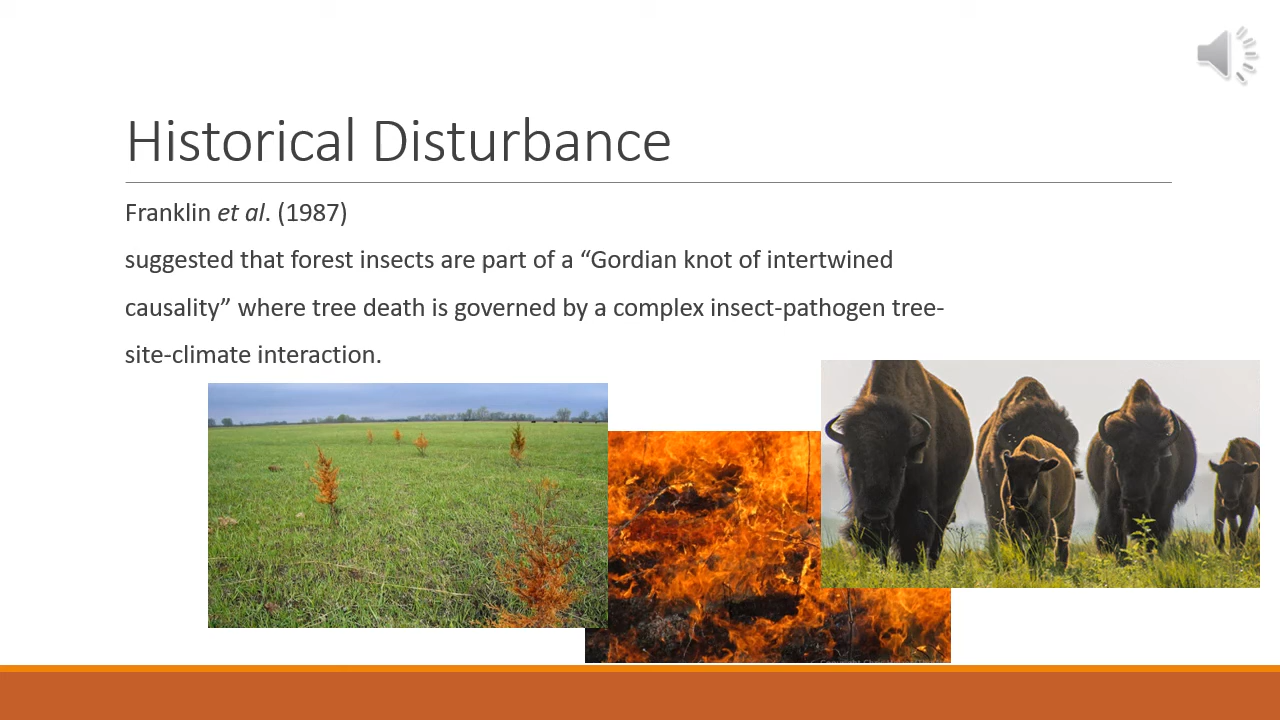 Historical Disturbance
Franklin et al. (1987)
suggested that forest insects are part of a “Gordian knot of intertwined
causality” where tree death is governed by a complex insect-pathogen tree-
site-climate interaction.